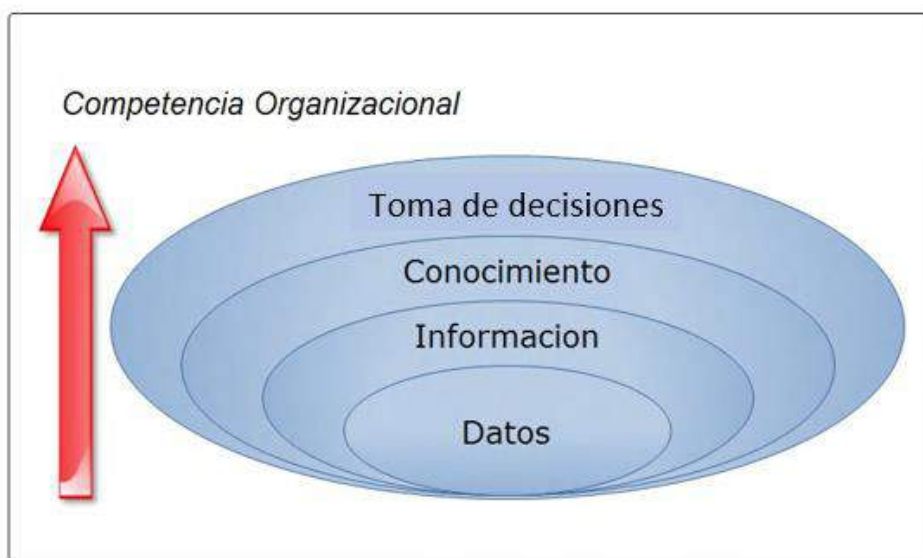 Competencia Organizacional
Toma de decisiones
Conocimiento
Informacion
Datos